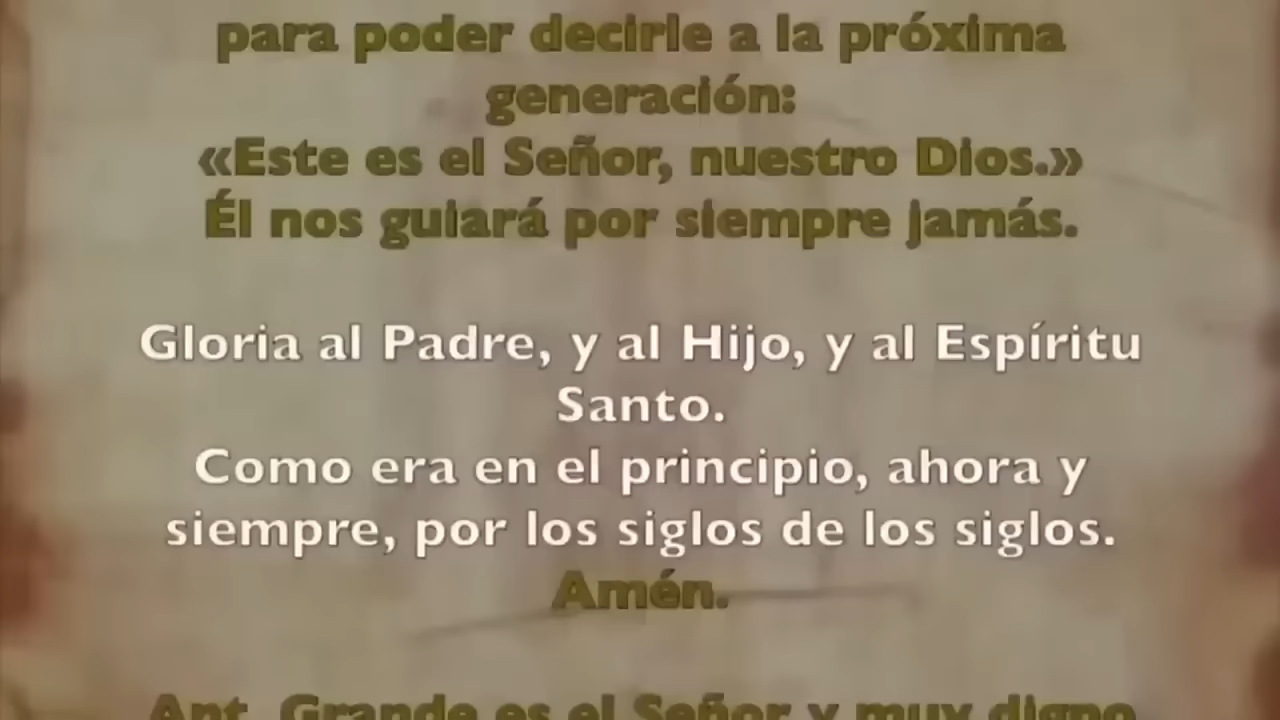 para poder decirle a la próxima
generación:
«Este es el Señor, nuestro Dios.»
Él nos guiará por siempre jamás.
Gloria al Padre, y al Hijo, y al Espíritu
Santo.
Como era en el principio, ahora y
siempre, por los siglos de los siglos.
Amén.
Ant. Grande es el Señor y muy digno